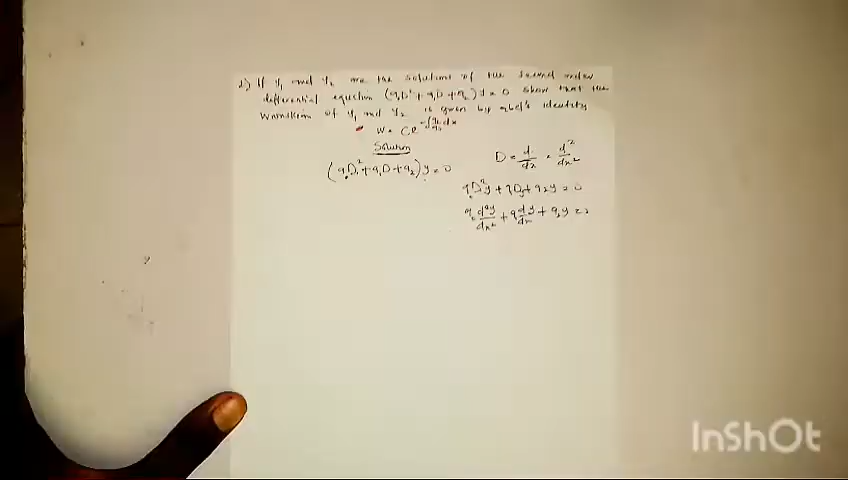 2) If y₁ and y₂ are the solutions of the second order
differential equation (a₀D² + a₁D + a₂) y = 0 show that the
Wronskian of y₁ and y₂ is given by abel's identity
W = Ce^(-∫a₁/a₀ dx)
Solution
(a₀D² + a₁D + a₂) y = 0
D = d/dx = d²/dx²
a₀D²y + a₁Dy + a₂y = 0
a₀ d²y/dx² + a₁ dy/dx + a₂y = 0
InShOt